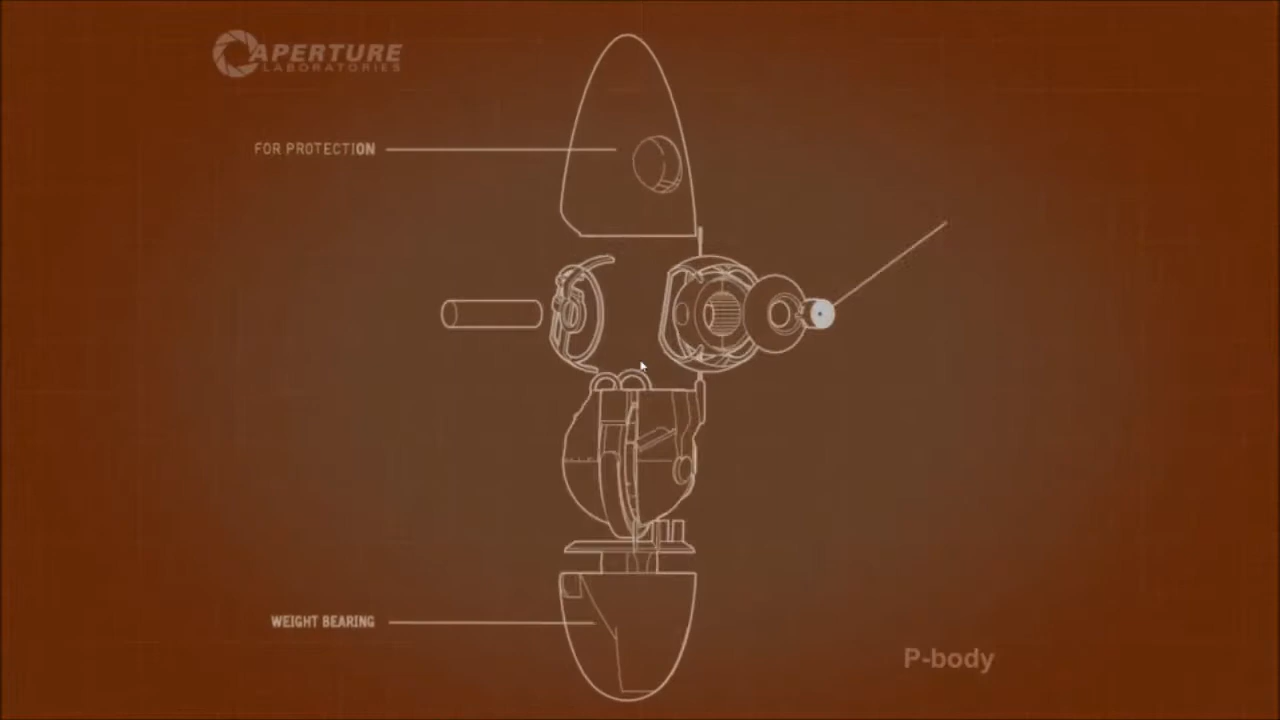 APERTURE
LABORATORIES
FOR PROTECTION
WEIGHT BEARING
P-body